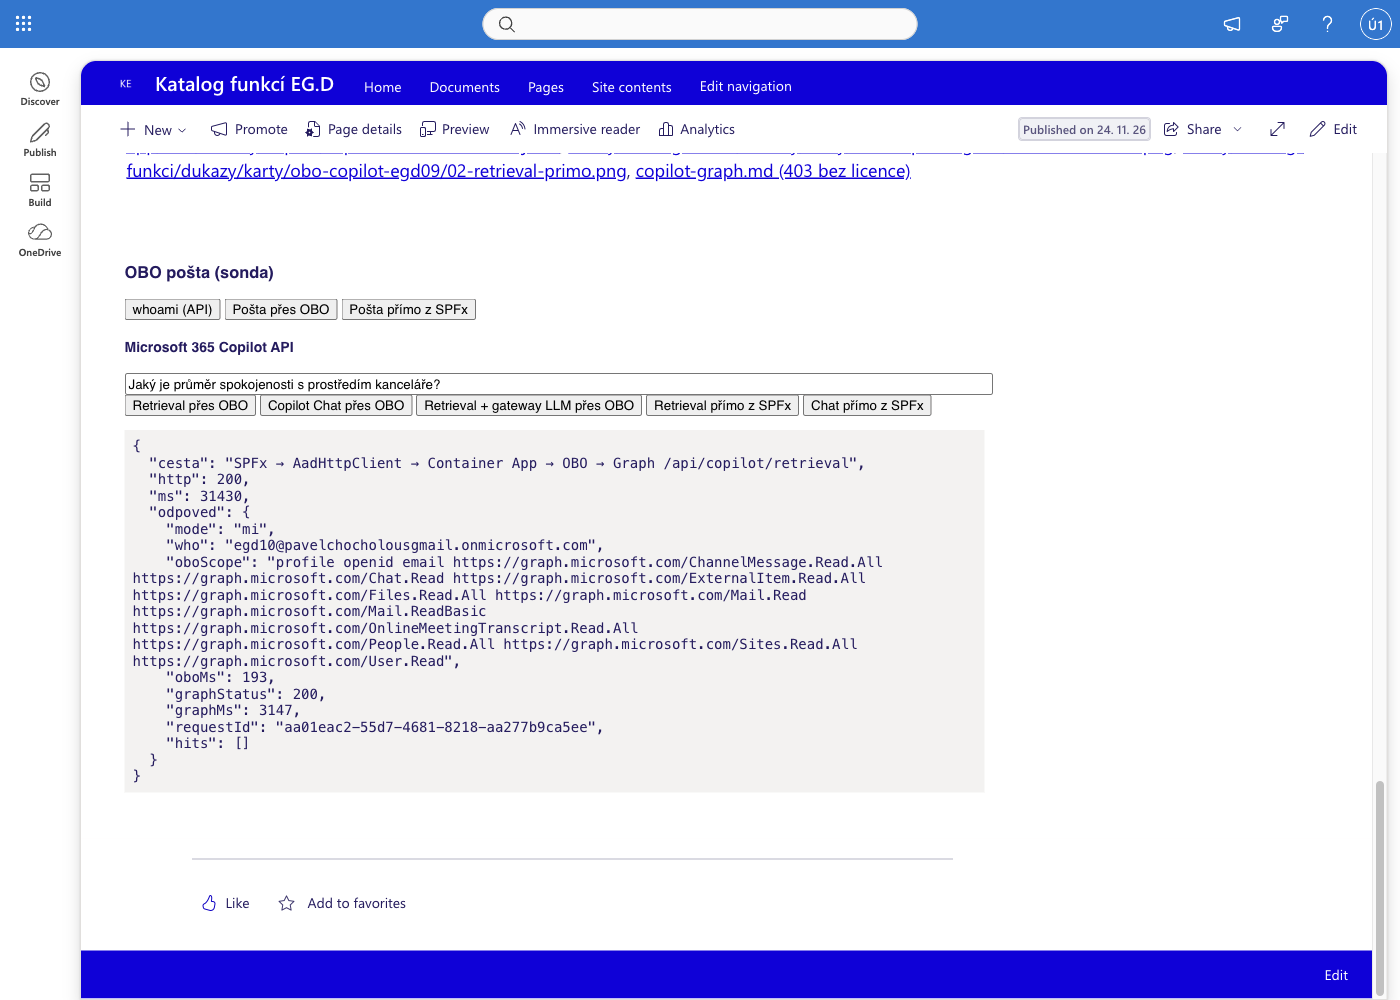 Ú1
Discover
Publish
Build
OneDrive
KE
Katalog funkcí EG.D
Home
Documents
Pages
Site contents
Edit navigation
New
Promote
Page details
Preview
Immersive reader
Analytics
Published on 24. 11. 26
Share
Edit
funkci/dukazy/karty/obo-copilot-egd09/02-retrieval-primo.png, copilot-graph.md (403 bez licence)
OBO pošta (sonda)
whoami (API)
Pošta přes OBO
Pošta přímo z SPFx
Microsoft 365 Copilot API
Jaký je průměr spokojenosti s prostředím kanceláře?
Retrieval přes OBO
Copilot Chat přes OBO
Retrieval + gateway LLM přes OBO
Retrieval přímo z SPFx
Chat přímo z SPFx
{
  "cesta": "SPFx → AadHttpClient → Container App → OBO → Graph /api/copilot/retrieval",
  "http": 200,
  "ms": 31430,
  "odpoved": {
    "mode": "mi",
    "who": "egd10@pavelchocholousgmail.onmicrosoft.com",
    "oboScope": "profile openid email https://graph.microsoft.com/ChannelMessage.Read.All
https://graph.microsoft.com/Chat.Read https://graph.microsoft.com/ExternalItem.Read.All
https://graph.microsoft.com/Files.Read.All https://graph.microsoft.com/Mail.Read
https://graph.microsoft.com/Mail.ReadBasic
https://graph.microsoft.com/OnlineMeetingTranscript.Read.All
https://graph.microsoft.com/People.Read.All https://graph.microsoft.com/Sites.Read.All
https://graph.microsoft.com/User.Read",
    "oboMs": 193,
    "graphStatus": 200,
    "graphMs": 3147,
    "requestId": "aa01eac2-55d7-4681-8218-aa277b9ca5ee",
    "hits": []
  }
}
Like
Add to favorites
Edit